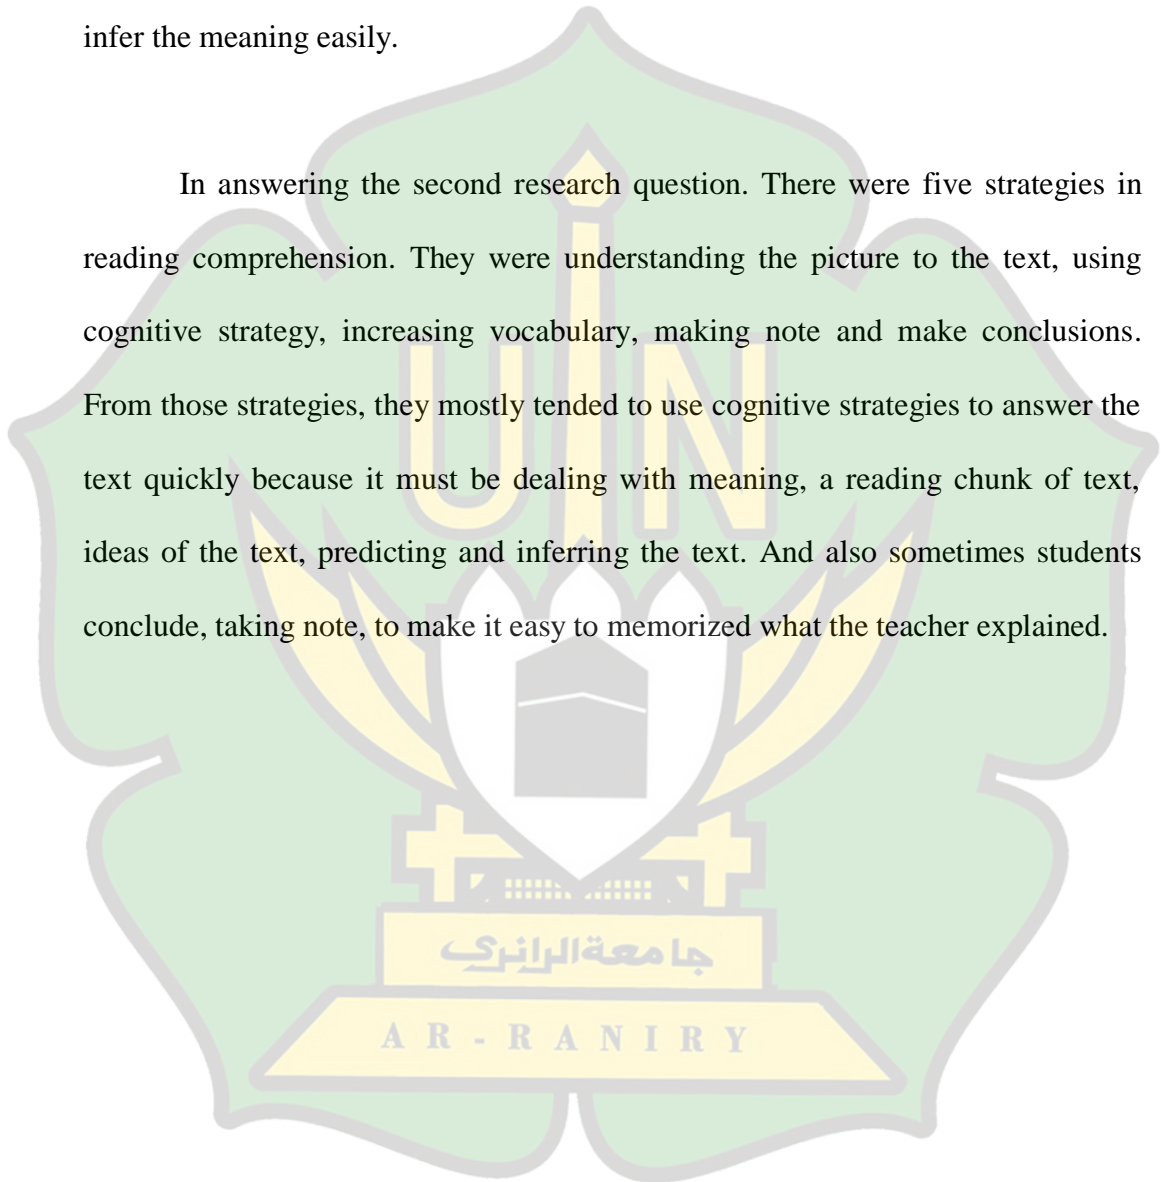 infer the meaning easily.
In answering the second research question. There were five strategies in
reading comprehension. They were understanding the picture to the text, using
cognitive strategy, increasing vocabulary, making note and make conclusions.
From those strategies, they mostly tended to use cognitive strategies to answer the
text quickly because it must be dealing with meaning, a reading chunk of text,
ideas of the text, predicting and inferring the text. And also sometimes students
conclude, taking note, to make it easy to memorized what the teacher explained.
UIN
جامعة الرانري
AR-RANIRY